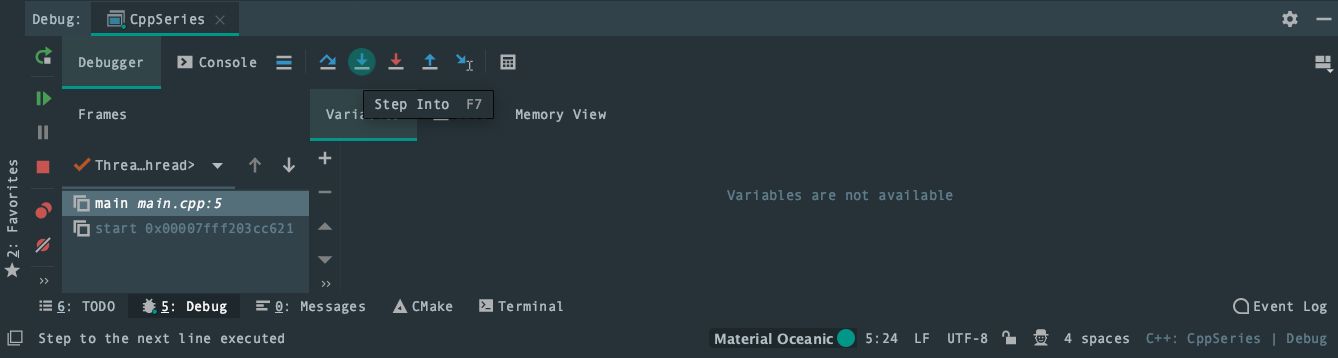 Debug: CppSeries
Debugger Console
Step Into F7
Frames Memory View
Threa…hread>
Variables are not available
main main.cpp:5
start 0x00007fff203cc621
2: Favorites
6: TODO 5: Debug 0: Messages CMake Terminal Event Log
Step to the next line executed Material Oceanic 5:24 LF UTF-8 4 spaces C++: CppSeries | Debug